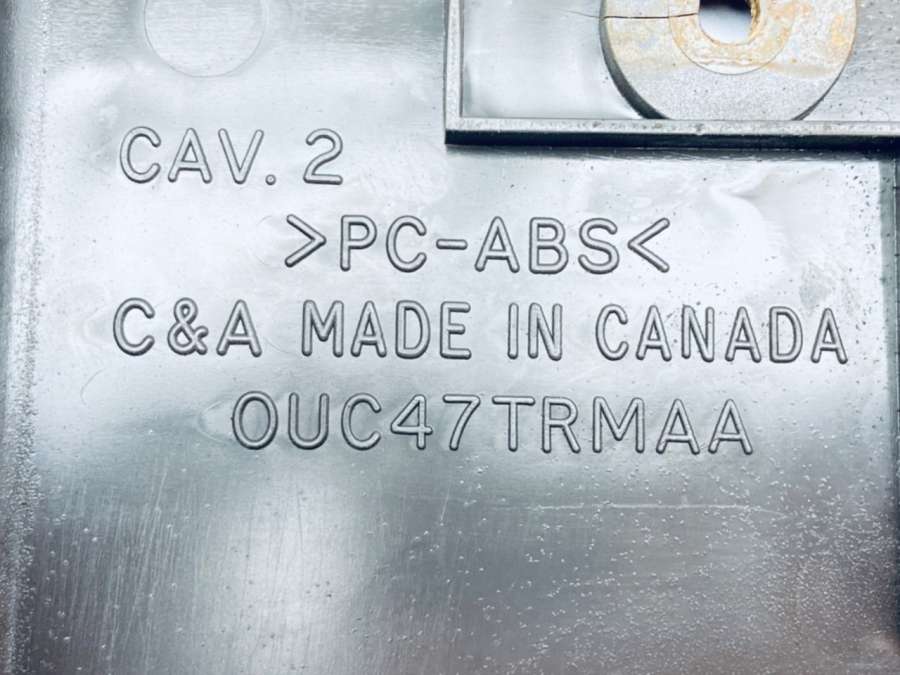 CAV. 2
>PC-ABS<
C&A MADE IN CANADA
0UC47TRMAA